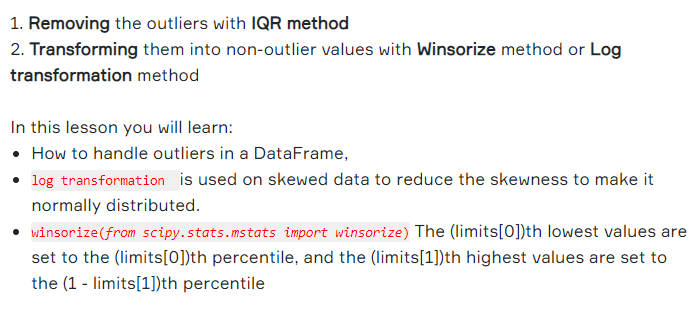 1. Removing the outliers with IQR method
2. Transforming them into non-outlier values with Winsorize method or Log
transformation method
In this lesson you will learn:
• How to handle outliers in a DataFrame,
• log transformation is used on skewed data to reduce the skewness to make it
normally distributed.
• winsorize(from scipy.stats.mstats import winsorize) The (limits[0])th lowest values are
set to the (limits[0])th percentile, and the (limits[1])th highest values are set to
the (1 - limits[1])th percentile